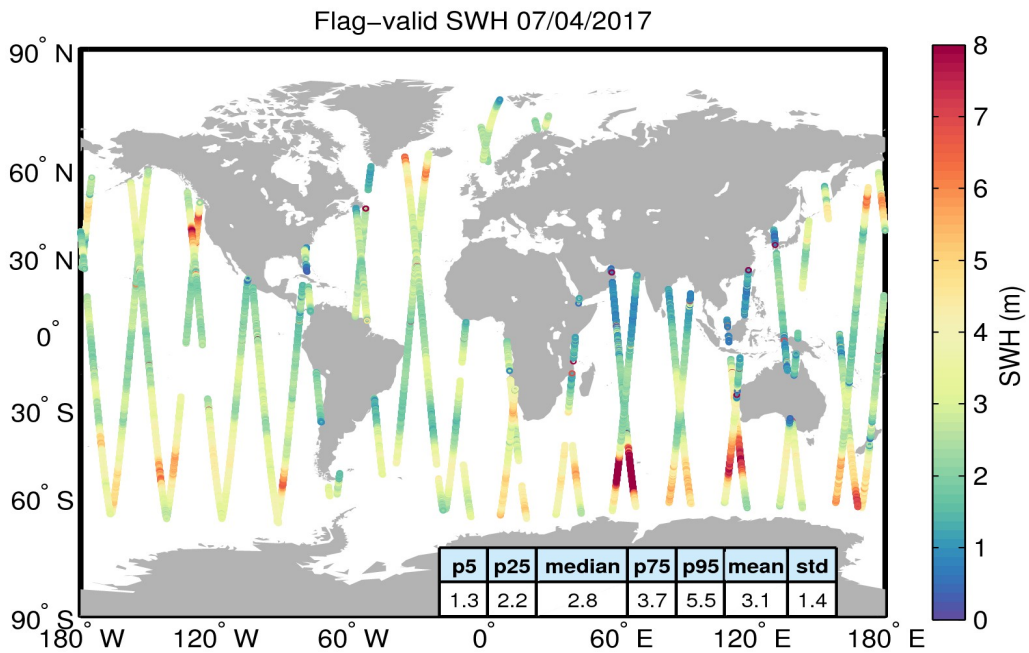 Flag−valid SWH 07/04/2017
90° N
60° N
30° N
0°
30° S
60° S
90° S
180° W
120° W
60° W
0°
60° E
120° E
180° E
p5 p25 median p75 p95 mean std
1.3 2.2 2.8 3.7 5.5 3.1 1.4
8
7
6
5
4
3
2
1
0
SWH (m)